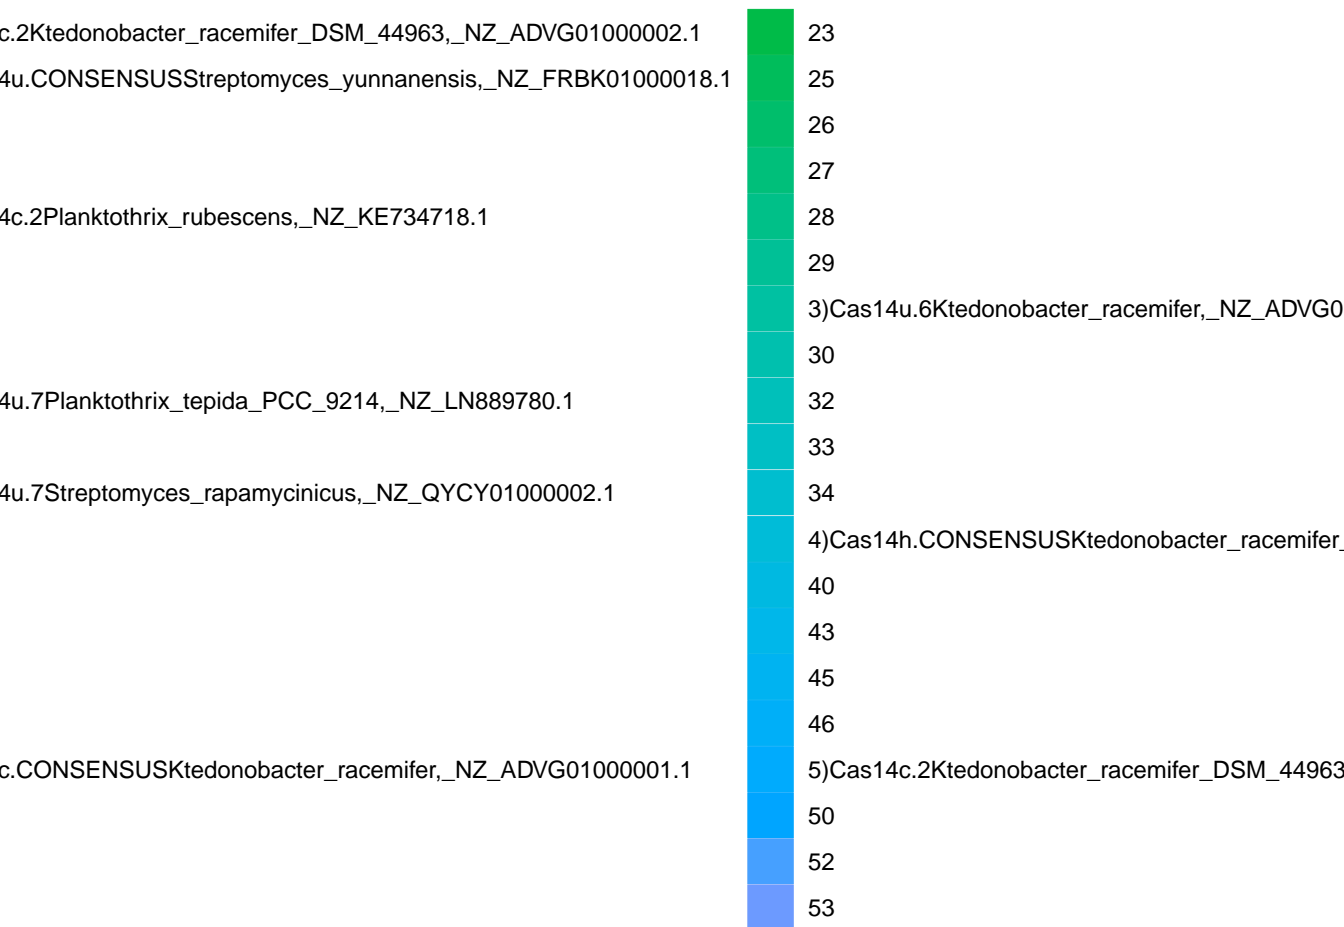 c.2Ktedonobacter_racemifer_DSM_44963,_NZ_ADVG01000002.1 23
4u.CONSENSUSStreptomyces_yunnanensis,_NZ_FRBK01000018.1 25
26
27
4c.2Planktothrix_rubescens,_NZ_KE734718.1 28
29
3)Cas14u.6Ktedonobacter_racemifer,_NZ_ADVG0
30
4u.7Planktothrix_tepida_PCC_9214,_NZ_LN889780.1 32
33
4u.7Streptomyces_rapamycinicus,_NZ_QYCY01000002.1 34
4)Cas14h.CONSENSUSKtedonobacter_racemifer_
40
43
45
46
c.CONSENSUSKtedonobacter_racemifer,_NZ_ADVG01000001.1 5)Cas14c.2Ktedonobacter_racemifer_DSM_44963
50
52
53